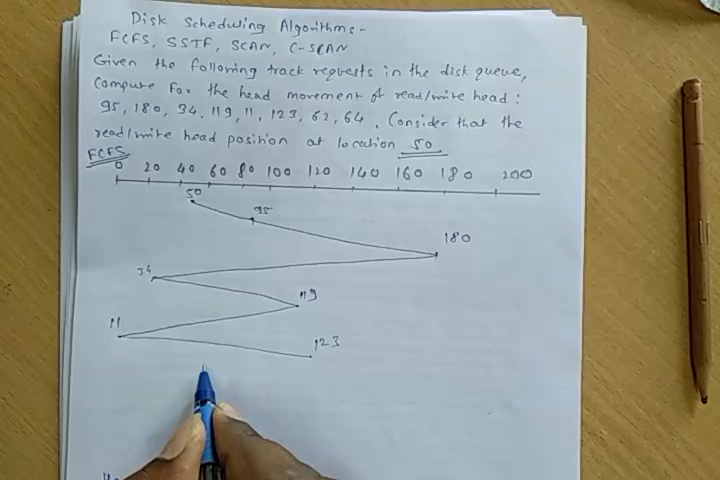 Disk Scheduling Algorithms-
FCFS, SSTF, SCAN, C-SCAN
Given the following track requests in the disk queue,
compute for the head movement of read/write head:
95, 180, 34, 119, 11, 123, 62, 64. Consider that the
read/write head position at location 50.
FCFS
0 20 40 60 80 100 120 140 160 180 200
50
95
180
34
119
11
123